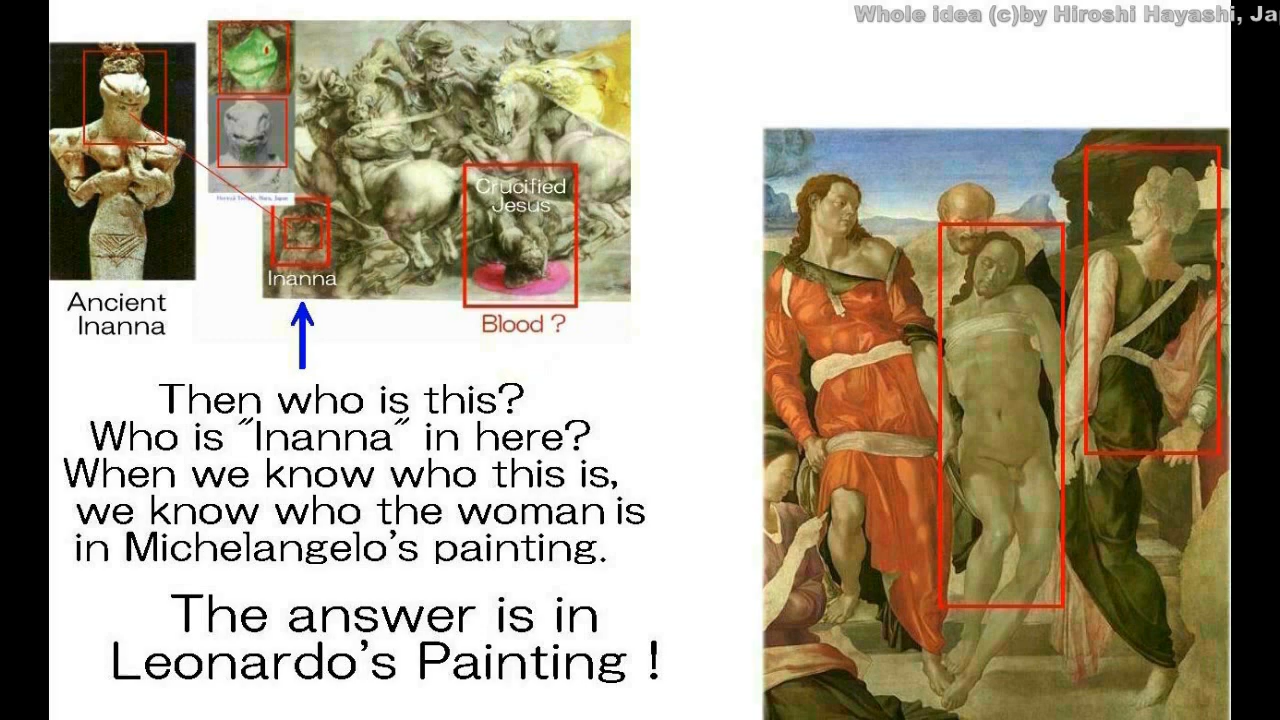 Whole idea (c)by Hiroshi Hayashi,
Crucified
Jesus
Inanna
Blood ?
Ancient
Inanna
Then who is this?
Who is "Inanna" in here?
When we know who this is,
we know who the woman is
in Michelangelo's painting.
The answer is in
Leonardo's Painting !